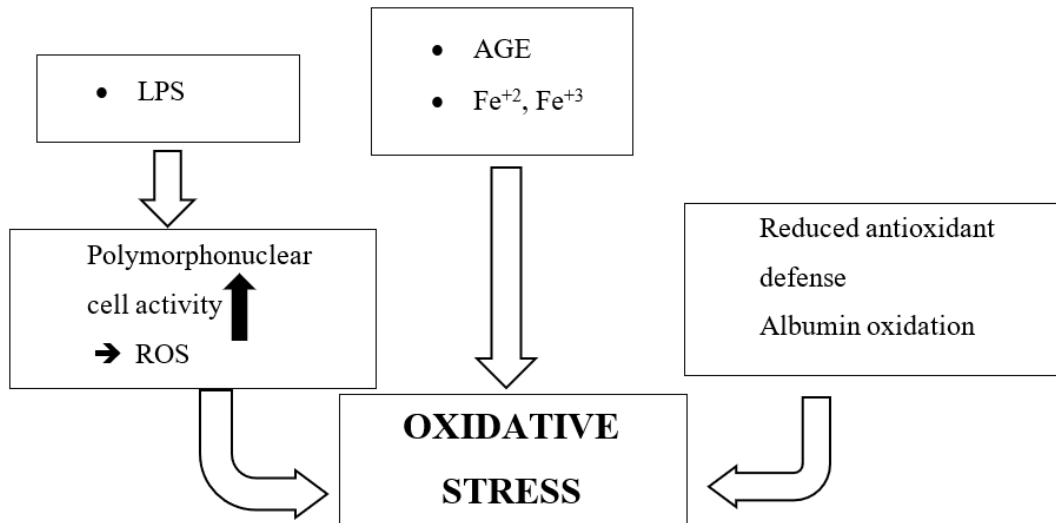 • LPS
• AGE
• Fe⁺², Fe⁺³
Polymorphonuclear
cell activity
➔ ROS
Reduced antioxidant
defense
Albumin oxidation
OXIDATIVE
STRESS